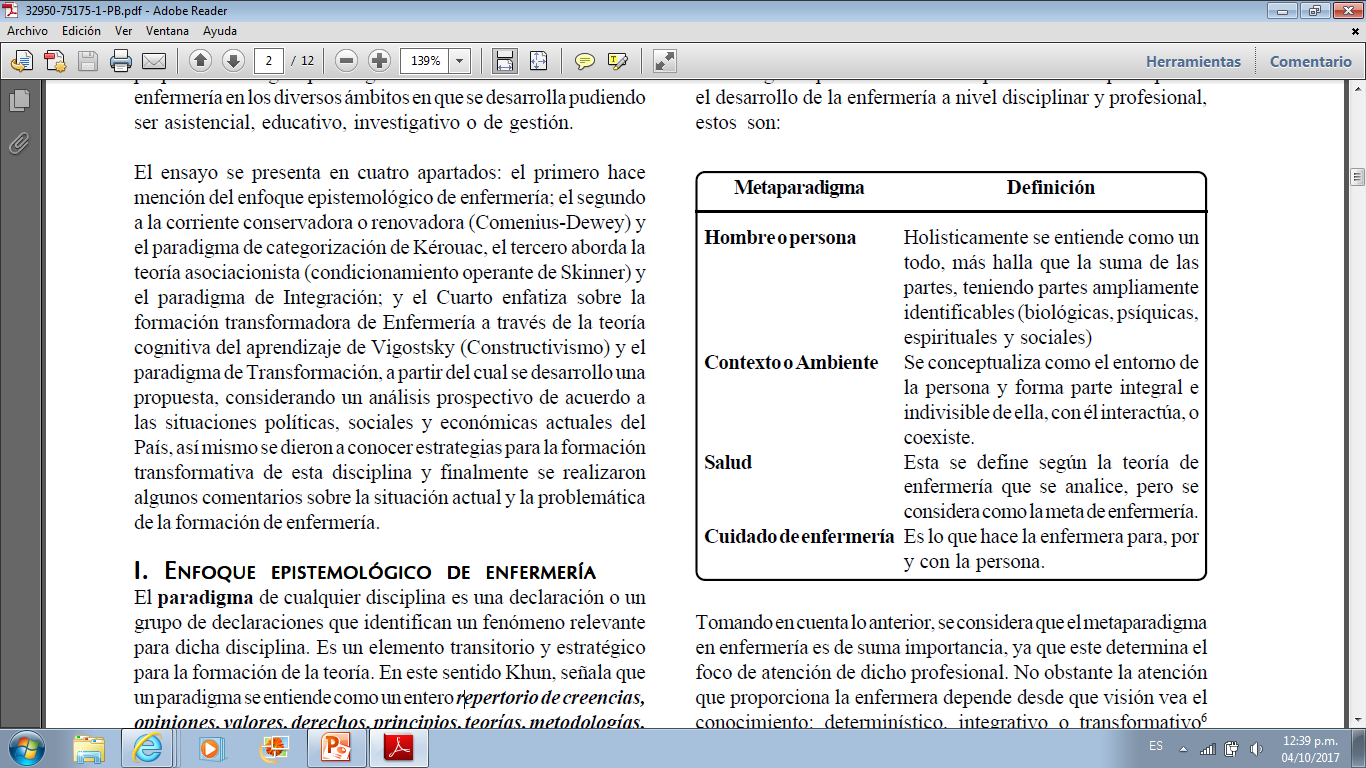 32950-75175-1-PB.pdf - Adobe Reader
Archivo Edición Ver Ventana Ayuda
2 / 12 139% Herramientas Comentario
enfermería en los diversos ámbitos en que se desarrolla pudiendo
ser asistencial, educativo, investigativo o de gestión.
El ensayo se presenta en cuatro apartados: el primero hace
mención del enfoque epistemológico de enfermería; el segundo
a la corriente conservadora o renovadora (Comenius-Dewey) y
el paradigma de categorización de Kérouac, el tercero aborda la
teoría asociacionista (condicionamiento operante de Skinner) y
el paradigma de Integración; y el Cuarto enfatiza sobre la
formación transformadora de Enfermería a través de la teoría
cognitiva del aprendizaje de Vigostsky (Constructivismo) y el
paradigma de Transformación, a partir del cual se desarrollo una
propuesta, considerando un análisis prospectivo de acuerdo a
las situaciones políticas, sociales y económicas actuales del
País, así mismo se dieron a conocer estrategias para la formación
transformativa de esta disciplina y finalmente se realizaron
algunos comentarios sobre la situación actual y la problemática
de la formación de enfermería.
I. ENFOQUE EPISTEMOLÓGICO DE ENFERMERÍA
El paradigma de cualquier disciplina es una declaración o un
grupo de declaraciones que identifican un fenómeno relevante
para dicha disciplina. Es un elemento transitorio y estratégico
para la formación de la teoría. En este sentido Khun, señala que
un paradigma se entiende como un entero repertorio de creencias,
opiniones, valores, derechos, principios, teorías, metodologías,
el desarrollo de la enfermería a nivel disciplinar y profesional,
estos son:
Metaparadigma Definición
Hombre o persona Holisticamente se entiende como un
todo, más halla que la suma de las
partes, teniendo partes ampliamente
identificables (biológicas, psíquicas,
espirituales y sociales)
Contexto o Ambiente Se conceptualiza como el entorno de
la persona y forma parte integral e
indivisible de ella, con él interactúa, o
coexiste.
Salud Esta se define según la teoría de
enfermería que se analice, pero se
considera como la meta de enfermería.
Cuidado de enfermería Es lo que hace la enfermera para, por
y con la persona.
Tomando en cuenta lo anterior, se considera que el metaparadigma
en enfermería es de suma importancia, ya que este determina el
foco de atención de dicho profesional. No obstante la atención
que proporciona la enfermera depende desde que visión vea el
conocimiento: determinístico, integrativo o transformativo6
ES 12:39 p.m.
04/10/2017